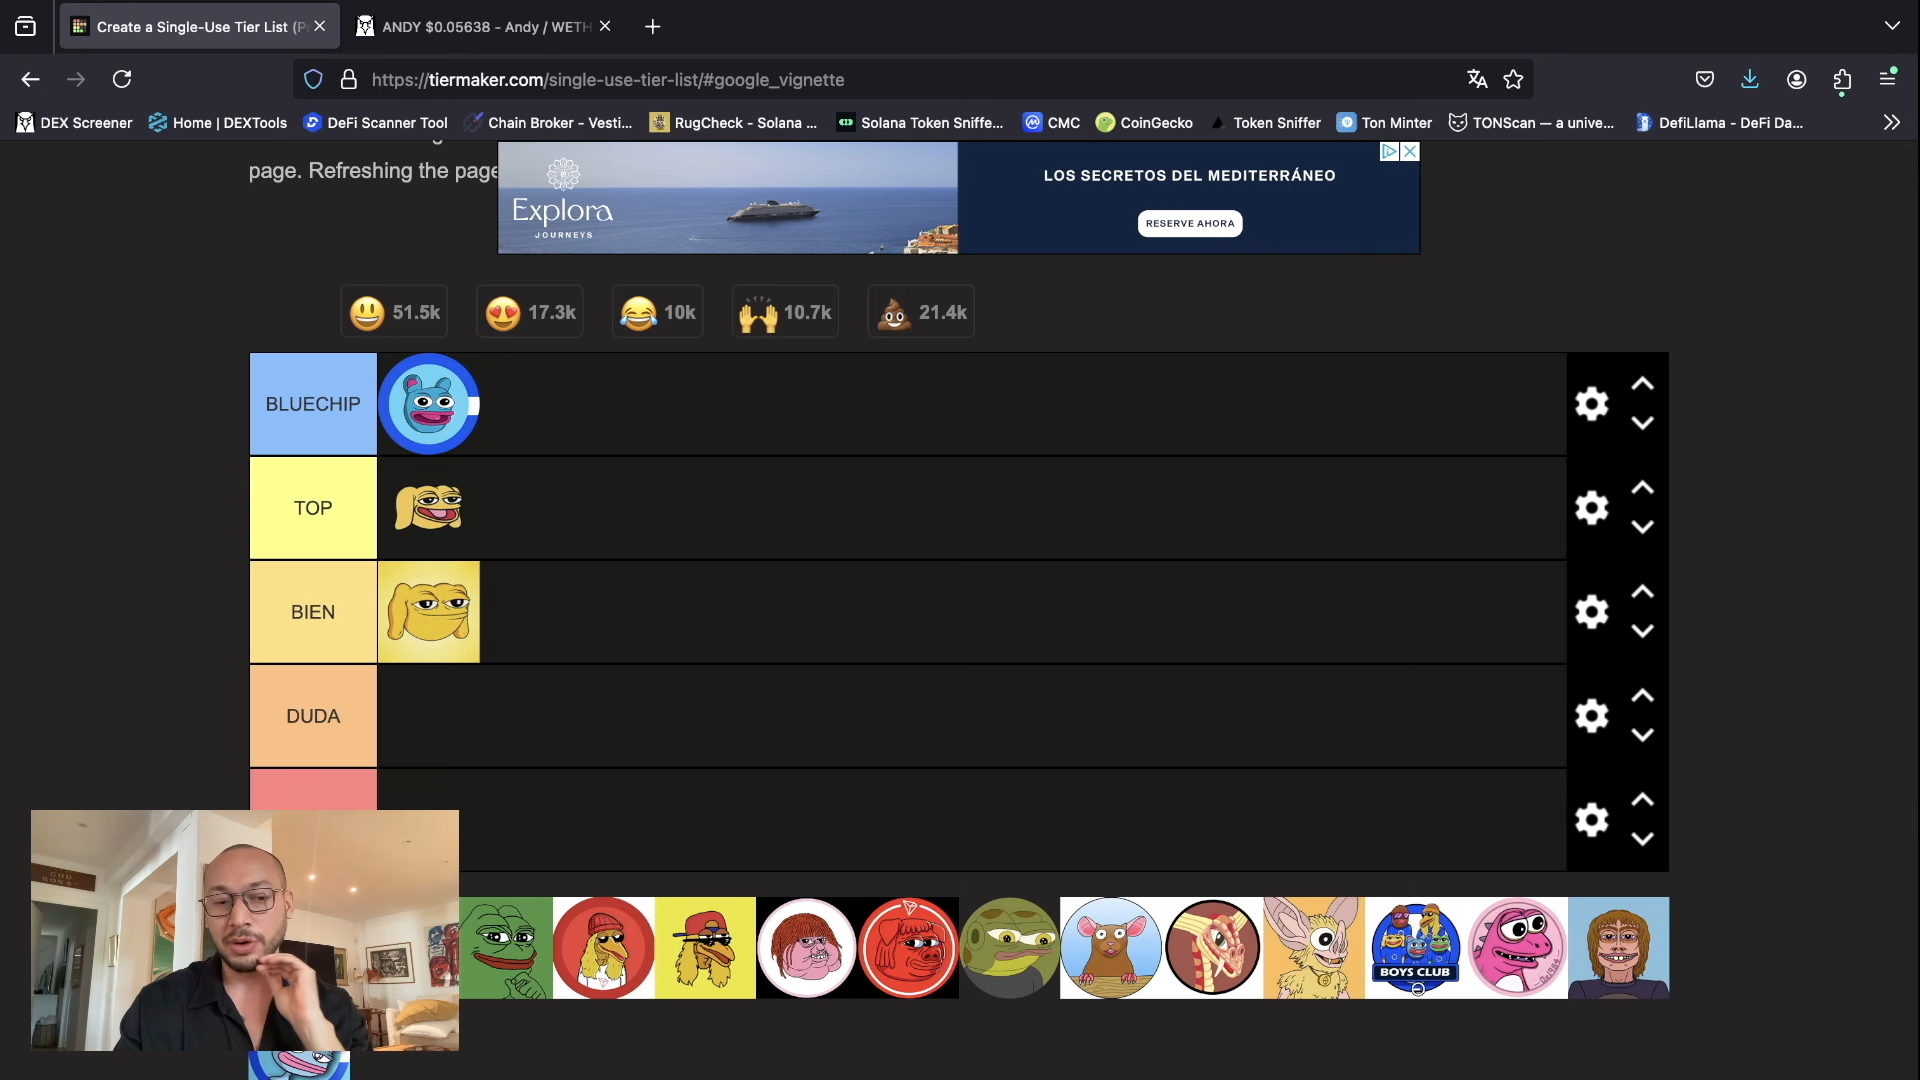 Create a Single-Use Tier List (P
ANDY $0.05638 - Andy / WETH
https://tiermaker.com/single-use-tier-list/#google_vignette
DEX Screener
Home | DEXTools
DeFi Scanner Tool
Chain Broker - Vesti...
RugCheck - Solana ...
Solana Token Sniffe...
CMC
CoinGecko
Token Sniffer
Ton Minter
TONScan — a unive...
DefiLlama - DeFi Da...
page. Refreshing the page
Explora
JOURNEYS
LOS SECRETOS DEL MEDITERRÁNEO
RESERVE AHORA
51.5k
17.3k
10k
10.7k
21.4k
BLUECHIP
TOP
BIEN
DUDA
BOYS CLUB